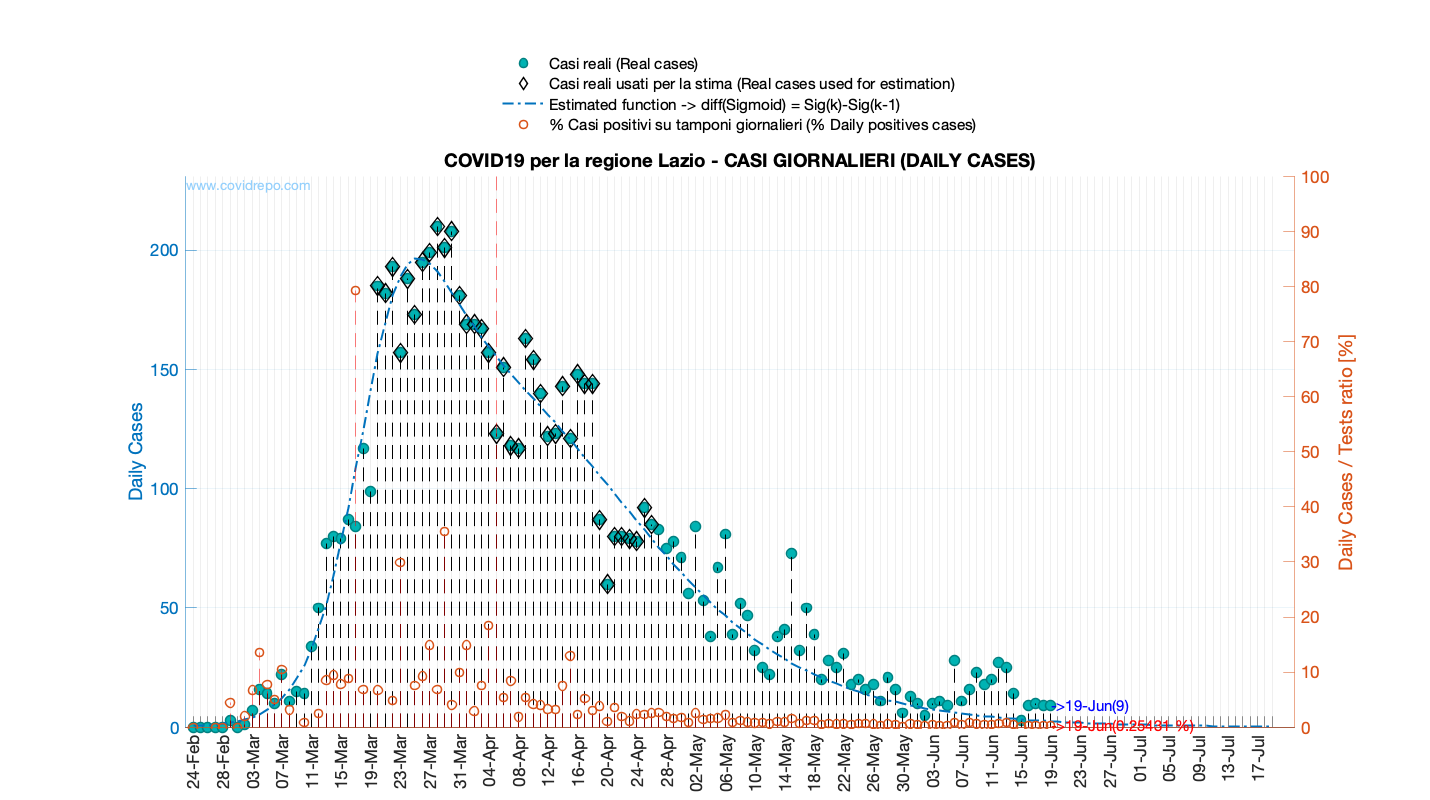 Casi reali (Real cases)
Casi reali usati per la stima (Real cases used for estimation)
Estimated function -> diff(Sigmoid) = Sig(k)-Sig(k-1)
% Casi positivi su tamponi giornalieri (% Daily positives cases)
COVID19 per la regione Lazio - CASI GIORNALIERI (DAILY CASES)
www.covidrepo.com
Daily Cases
200
150
100
50
0
100
90
80
70
60
50
40
30
20
10
0
Daily Cases / Tests ratio [%]
->19-Jun(9)
->19-Jun(0.25431 %)
24-Feb
28-Feb
03-Mar
07-Mar
11-Mar
15-Mar
19-Mar
23-Mar
27-Mar
31-Mar
04-Apr
08-Apr
12-Apr
16-Apr
20-Apr
24-Apr
28-Apr
02-May
06-May
10-May
14-May
18-May
22-May
26-May
30-May
03-Jun
07-Jun
11-Jun
15-Jun
19-Jun
23-Jun
27-Jun
01-Jul
05-Jul
09-Jul
13-Jul
17-Jul